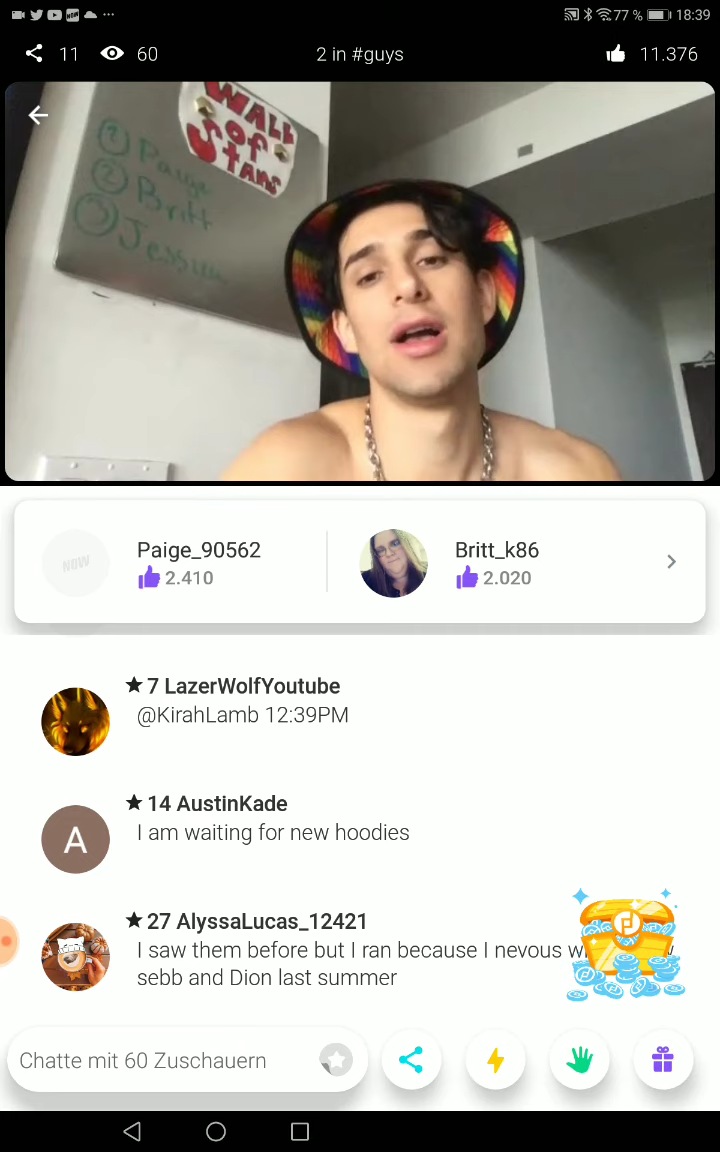 77 % 18:39
11 60 2 in #guys 11.376
WALL
of
Stans
① Paige
② Britt
③ Jessica
NOW
Paige_90562
2.410
Britt_k86
2.020
★ 7 LazerWolfYoutube
@KirahLamb 12:39PM
★ 14 AustinKade
A
I am waiting for new hoodies
★ 27 AlyssaLucas_12421
I saw them before but I ran because I nevous
sebb and Dion last summer
Chatte mit 60 Zuschauern